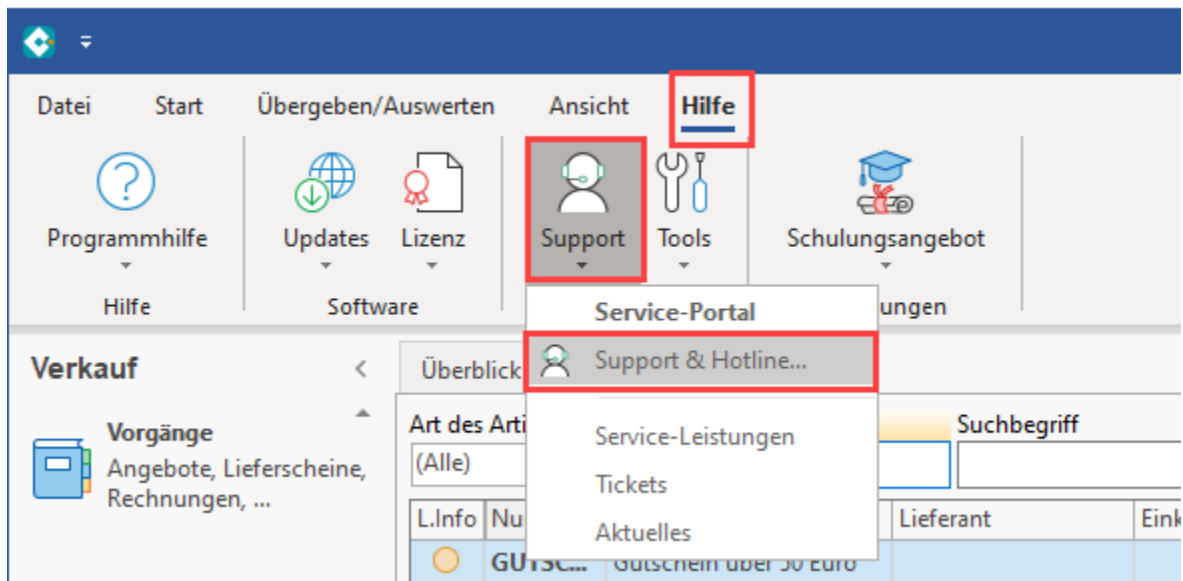 Datei Start Übergeben/Auswerten Ansicht Hilfe
Programmhilfe Updates Lizenz Support Tools Schulungsangebot
Hilfe Software ungen
Service-Portal
Support & Hotline...
Service-Leistungen
Tickets
Aktuelles
Verkauf
Vorgänge
Angebote, Lieferscheine,
Rechnungen, ...
Überblick
Art des Arti Suchbegriff
(Alle)
L.Info Nu Lieferant Eink
GUTSC... Gutschein über 50 Euro